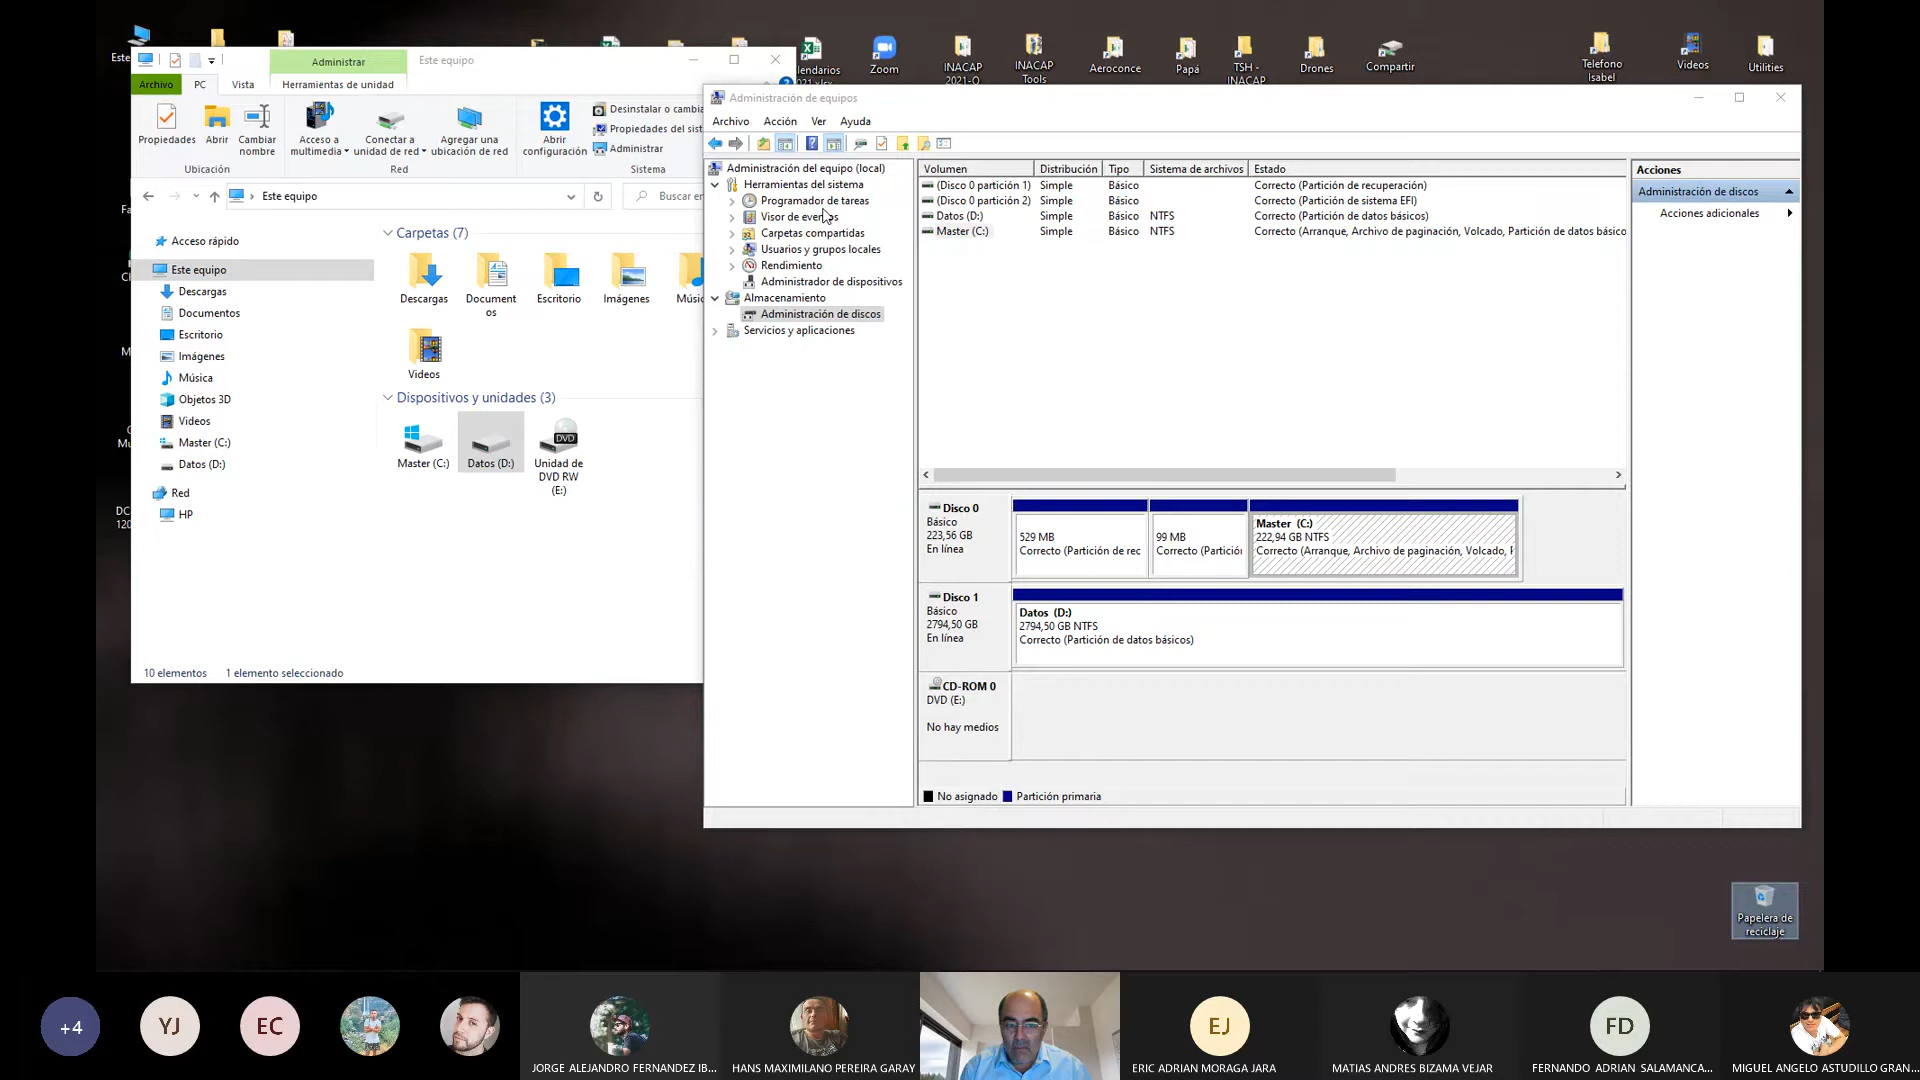 Este
lendarios
2021.xlsx
Zoom
INACAP
2021-O
INACAP
Tools
Aeroconce
Papá
TSH -
INACAP
Drones
Compartir
Telefono
Isabel
Videos
Utilities
Administrar
Este equipo
Archivo
PC
Vista
Herramientas de unidad
Propiedades
Abrir
Cambiar
nombre
Acceso a
multimedia
Conectar a
unidad de red
Agregar una
ubicación de red
Abrir
configuración
Desinstalar o cambia
Propiedades del sist
Administrar
Ubicación
Red
Sistema
Este equipo
Buscar en
Acceso rápido
Este equipo
Descargas
Documentos
Escritorio
Imágenes
Música
Objetos 3D
Videos
Master (C:)
Datos (D:)
Red
HP
Carpetas (7)
Descargas
Document
os
Escritorio
Imágenes
Músic
Videos
Dispositivos y unidades (3)
Master (C:)
Datos (D:)
DVD
Unidad de
DVD RW
(E:)
10 elementos
1 elemento seleccionado
Administración de equipos
Archivo
Acción
Ver
Ayuda
Administración del equipo (local)
Herramientas del sistema
Programador de tareas
Visor de eventos
Carpetas compartidas
Usuarios y grupos locales
Rendimiento
Administrador de dispositivos
Almacenamiento
Administración de discos
Servicios y aplicaciones
Volumen Distribución Tipo Sistema de archivos Estado
(Disco 0 partición 1) Simple Básico Correcto (Partición de recuperación)
(Disco 0 partición 2) Simple Básico Correcto (Partición de sistema EFI)
Datos (D:) Simple Básico NTFS Correcto (Partición de datos básicos)
Master (C:) Simple Básico NTFS Correcto (Arranque, Archivo de paginación, Volcado, Partición de datos básico
Disco 0
Básico
223,56 GB
En línea
529 MB
Correcto (Partición de rec
99 MB
Correcto (Partició
Master (C:)
222,94 GB NTFS
Correcto (Arranque, Archivo de paginación, Volcado, P
Disco 1
Básico
2794,50 GB
En línea
Datos (D:)
2794,50 GB NTFS
Correcto (Partición de datos básicos)
CD-ROM 0
DVD (E:)
No hay medios
No asignado
Partición primaria
Acciones
Administración de discos
Acciones adicionales
Papelera de
reciclaje
+4
YJ
EC
JORGE ALEJANDRO FERNANDEZ IB...
HANS MAXIMILANO PEREIRA GARAY
EJ
ERIC ADRIAN MORAGA JARA
MATIAS ANDRES BIZAMA VEJAR
FD
FERNANDO ADRIAN SALAMANCA...
MIGUEL ANGELO ASTUDILLO GRAN...